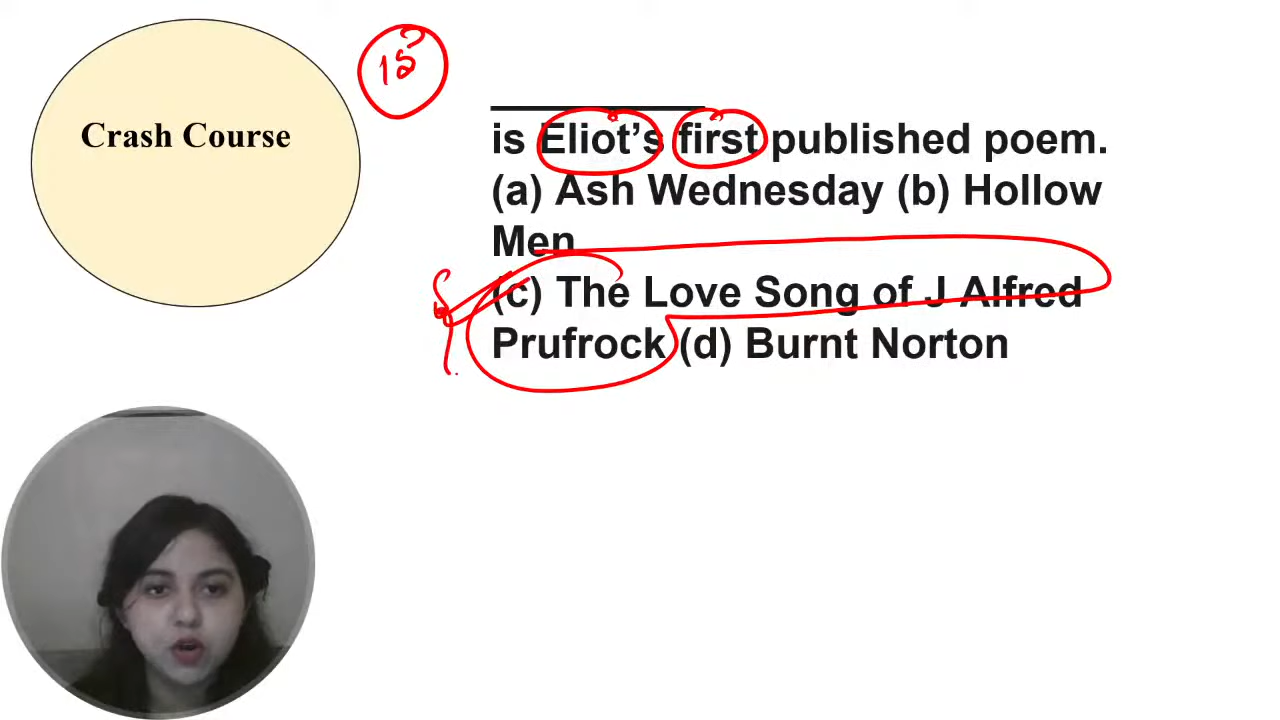 Crash Course
15
is Eliot’s first published poem.
(a) Ash Wednesday (b) Hollow
Men
(c) The Love Song of J Alfred
Prufrock (d) Burnt Norton